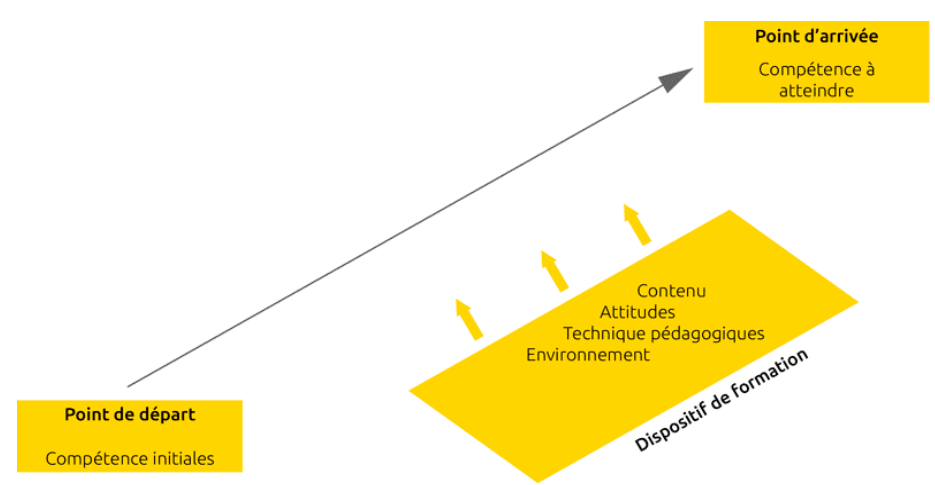 Point d'arrivée
Compétence à
atteindre
Contenu
Attitudes
Technique pédagogiques
Environnement
Dispositif de formation
Point de départ
Compétence initiales